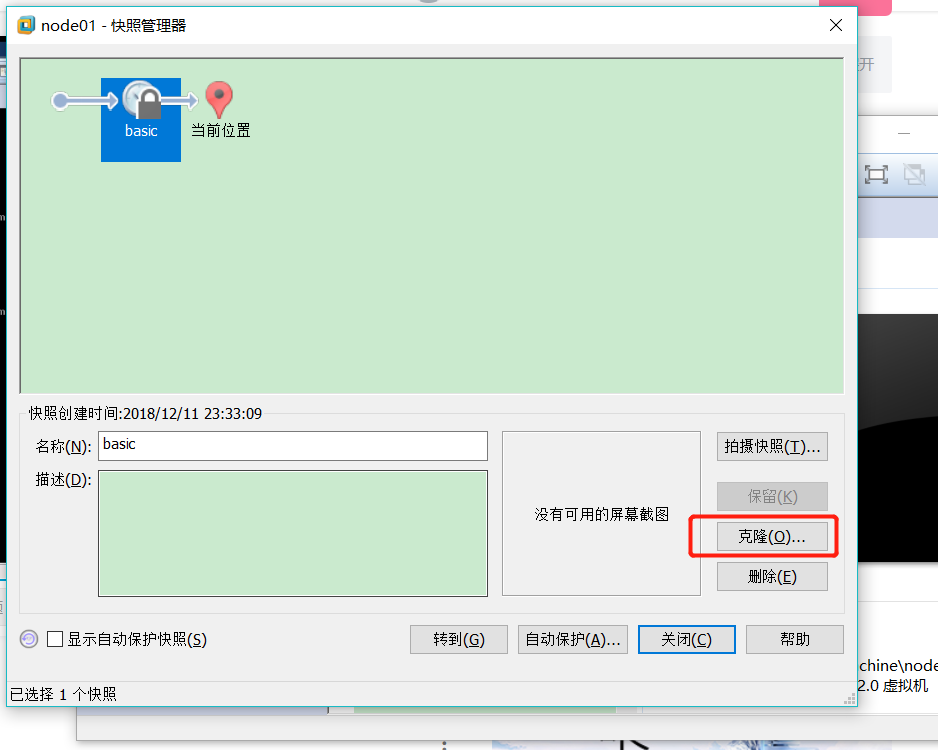 node01 - 快照管理器
开
basic
当前位置
快照创建时间:2018/12/11 23:33:09
名称(N):
basic
拍摄快照(T)...
描述(D):
保留(K)
没有可用的屏幕截图
克隆(O)...
删除(E)
显示自动保护快照(S)
转到(G)
自动保护(A)...
关闭(C)
帮助
chine\node
2.0 虚拟机
已选择 1 个快照